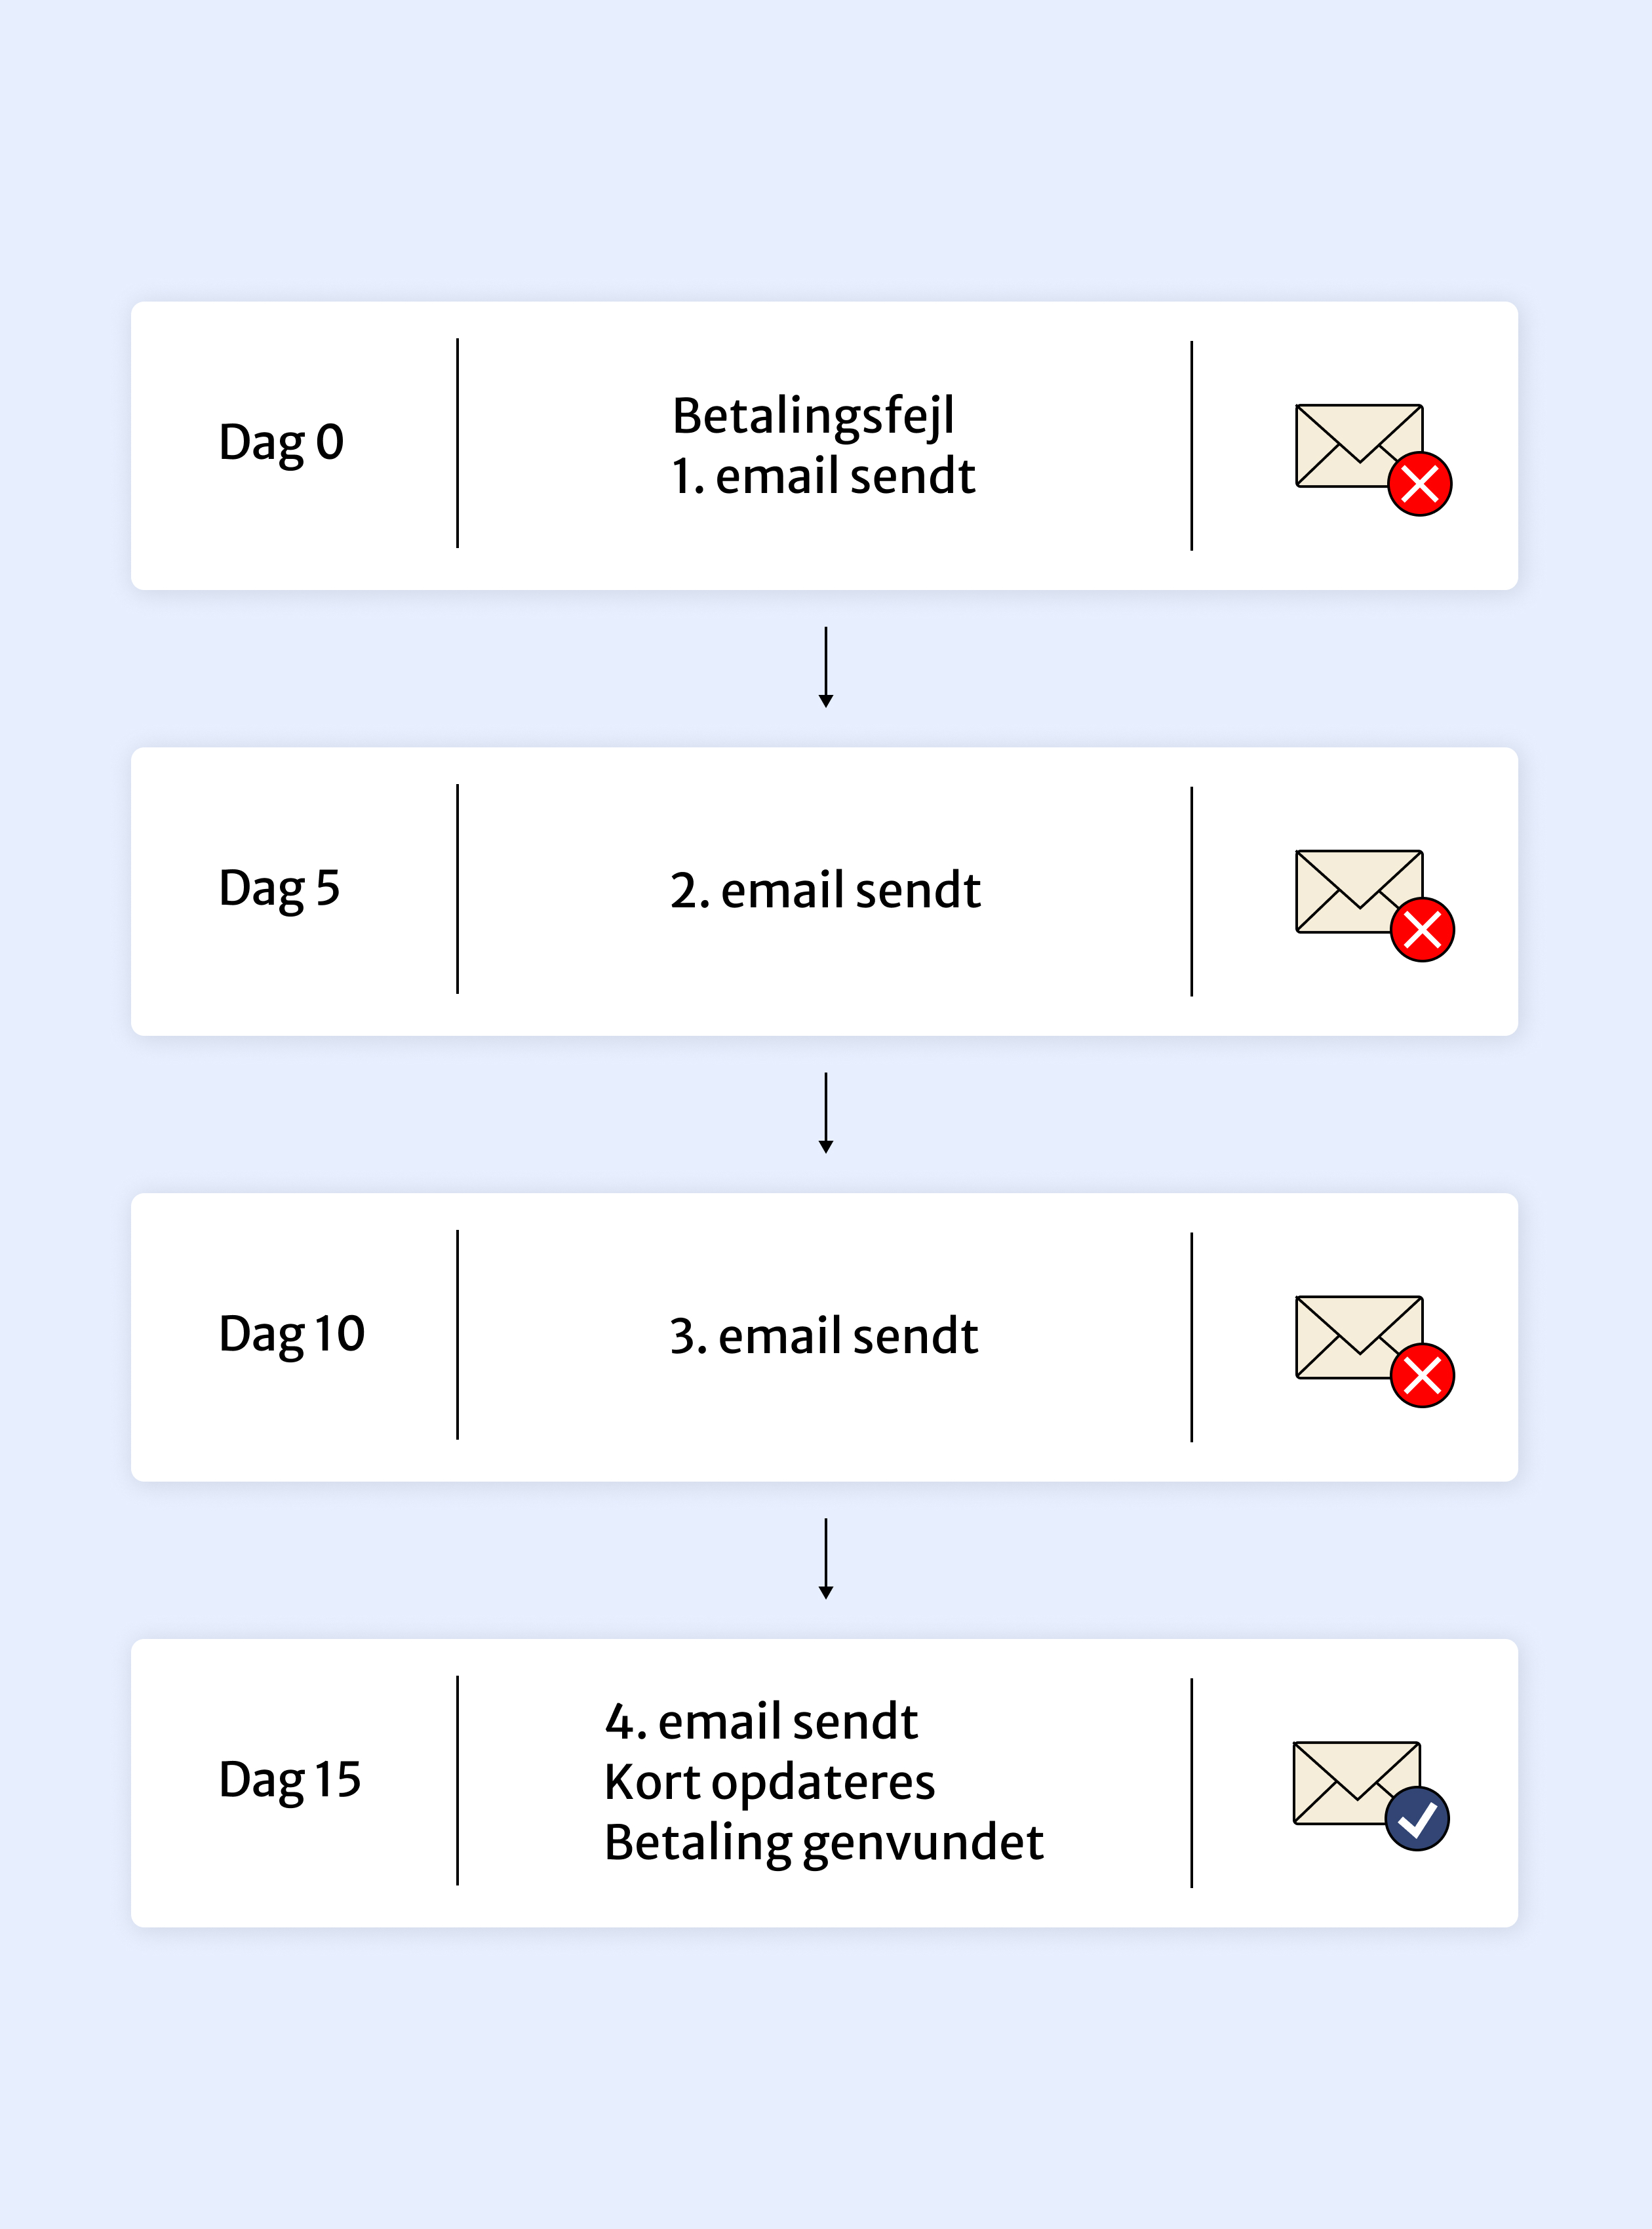 Dag 0
Betalingsfejl
1. email sendt
Dag 5
2. email sendt
Dag 10
3. email sendt
Dag 15
4. email sendt
Kort opdateres
Betaling genvundet